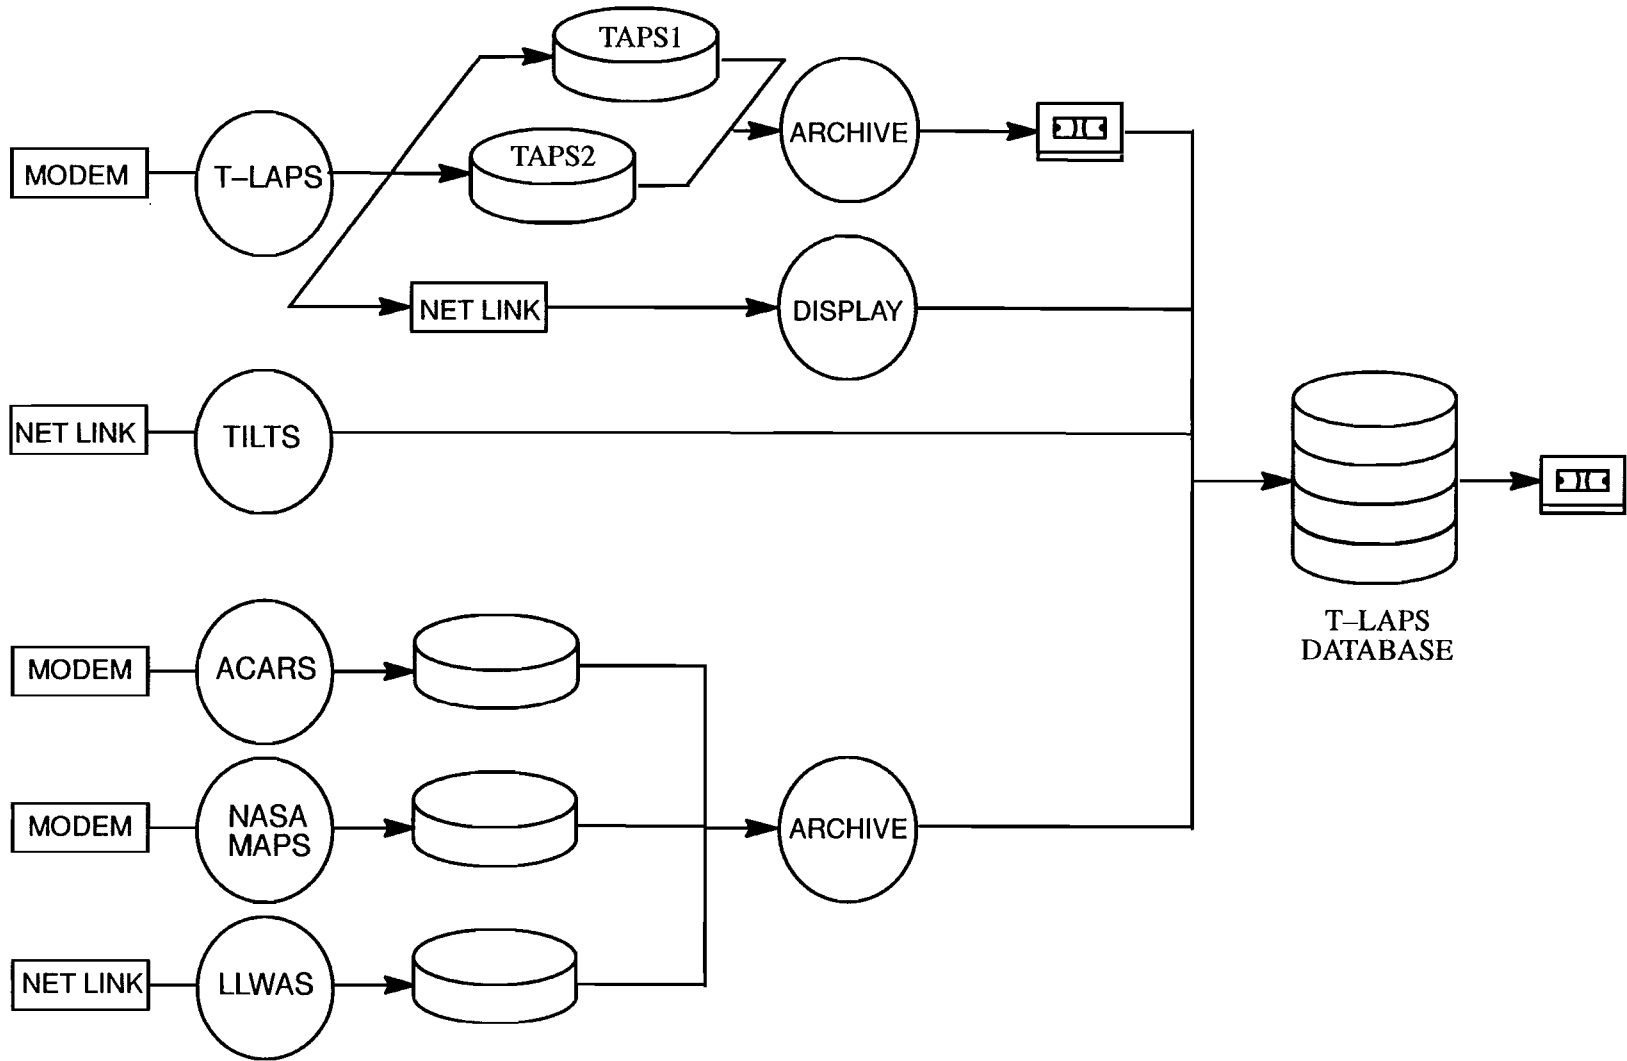 TAPS1
ARCHIVE
TAPS2
MODEM
T–LAPS
NET LINK
DISPLAY
NET LINK
TILTS
T–LAPS
DATABASE
MODEM
ACARS
MODEM
NASA
MAPS
ARCHIVE
NET LINK
LLWAS